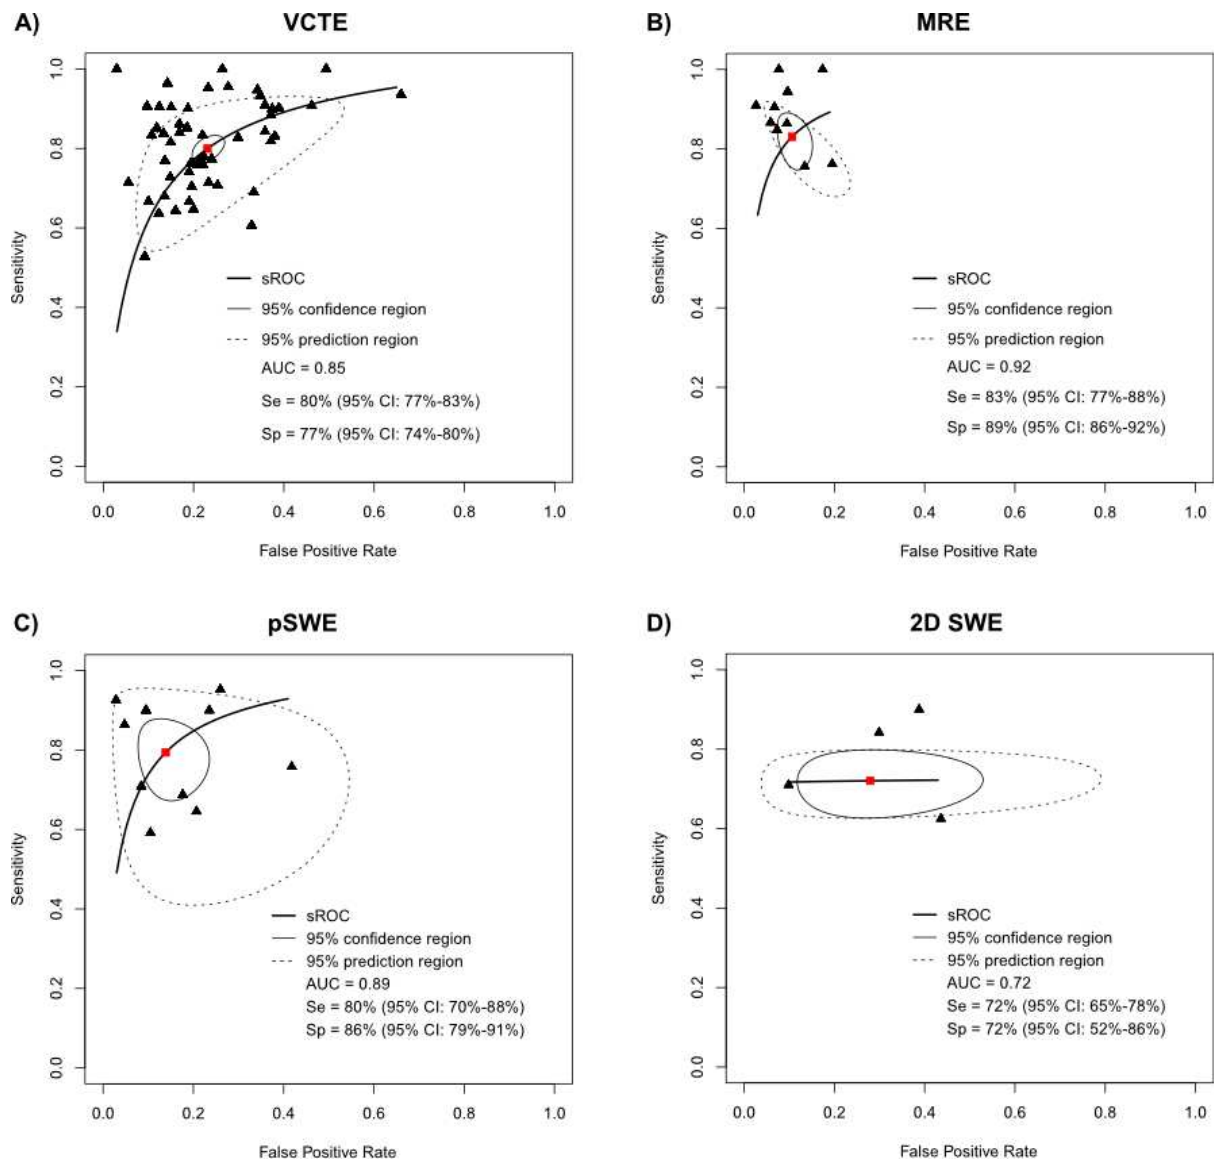 A)
VCTE
Sensitivity
1.0
0.8
0.6
0.4
0.2
0.0
sROC
95% confidence region
95% prediction region
AUC = 0.85
Se = 80% (95% CI: 77%-83%)
Sp = 77% (95% CI: 74%-80%)
0.0 0.2 0.4 0.6 0.8 1.0
False Positive Rate
B)
MRE
Sensitivity
1.0
0.8
0.6
0.4
0.2
0.0
sROC
95% confidence region
95% prediction region
AUC = 0.92
Se = 83% (95% CI: 77%-88%)
Sp = 89% (95% CI: 86%-92%)
0.0 0.2 0.4 0.6 0.8 1.0
False Positive Rate
C)
pSWE
Sensitivity
1.0
0.8
0.6
0.4
0.2
0.0
sROC
95% confidence region
95% prediction region
AUC = 0.89
Se = 80% (95% CI: 70%-88%)
Sp = 86% (95% CI: 79%-91%)
0.0 0.2 0.4 0.6 0.8 1.0
False Positive Rate
D)
2D SWE
Sensitivity
1.0
0.8
0.6
0.4
0.2
0.0
sROC
95% confidence region
95% prediction region
AUC = 0.72
Se = 72% (95% CI: 65%-78%)
Sp = 72% (95% CI: 52%-86%)
0.0 0.2 0.4 0.6 0.8 1.0
False Positive Rate